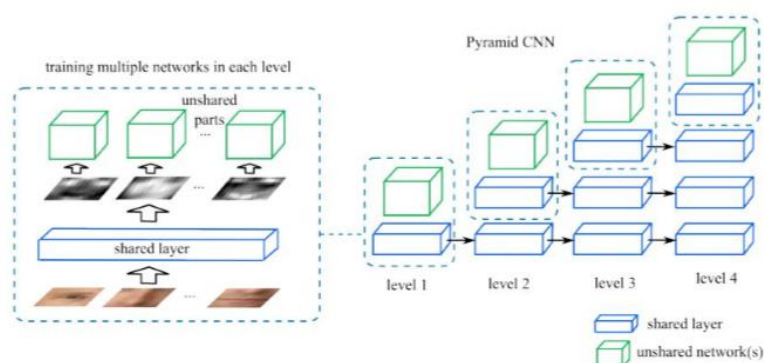 Pyramid CNN
training multiple networks in each level
unshared
parts
...
...
shared layer
...
level 1
level 2
level 3
level 4
shared layer
unshared network(s)